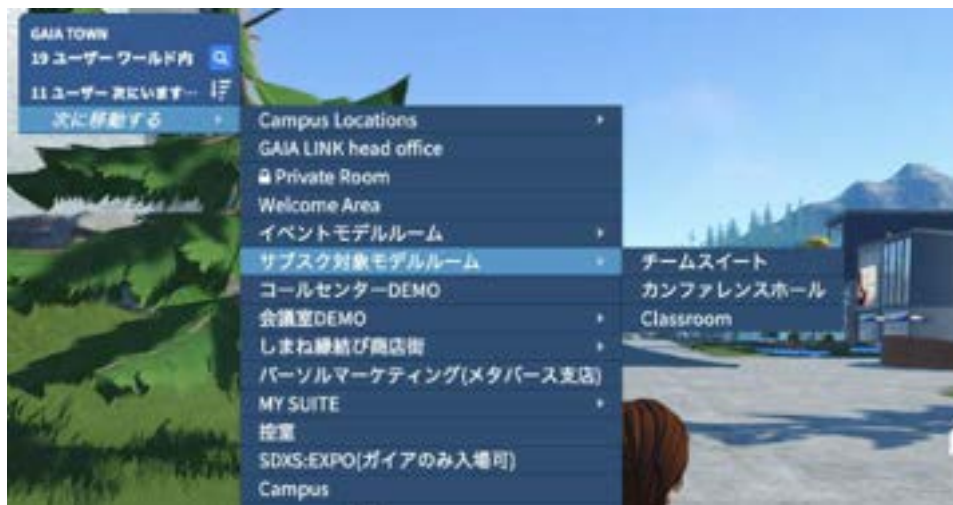 GAIA TOWN
19 ユーザー ワールド内
11 ユーザー 次にいます…
次に移動する
Campus Locations
GAIA LINK head office
Private Room
Welcome Area
イベントモデルルーム
サブスク対象モデルルーム
コールセンターDEMO
会議室DEMO
しまね縁結び商店街
パーソルマーケティング(メタバース支店)
MY SUITE
控室
SDXS:EXPO(ガイアのみ入場可)
Campus
チームスイート
カンファレンスホール
Classroom